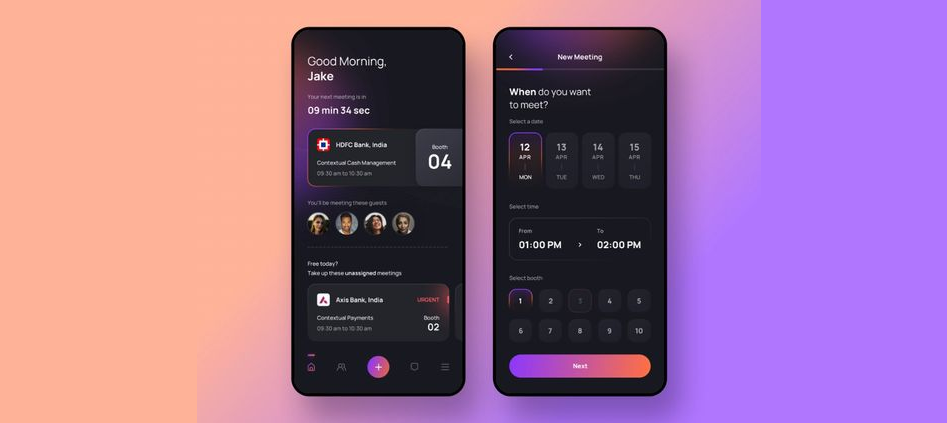 Good Morning,
Jake
Your next meeting is in
09 min 34 sec
HDFC Bank, India
Contextual Cash Management
09:30 am to 10:30 am
Booth
04
You'll be meeting these guests
Free today?
Take up these unassigned meetings
Axis Bank, India
URGENT
Contextual Payments
09:30 am to 10:30 am
Booth
02
New Meeting
When do you want
to meet?
Select a date
12 13 14 15
APR APR APR APR
MON TUE WED THU
Select time
From To
01:00 PM > 02:00 PM
Select booth
1 2 3 4 5
6 7 8 9 10
Next